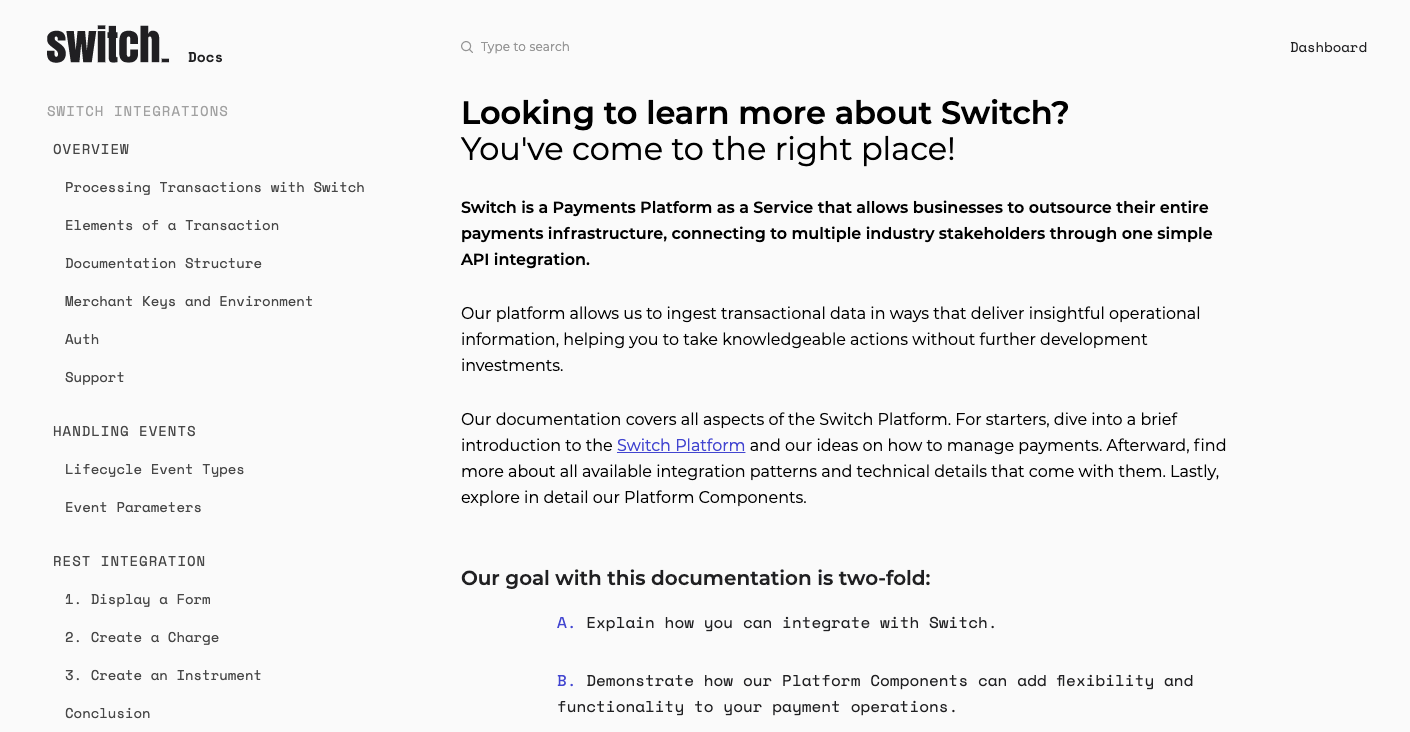 switch_ Docs
Type to search
Dashboard
SWITCH INTEGRATIONS
OVERVIEW
Processing Transactions with Switch
Elements of a Transaction
Documentation Structure
Merchant Keys and Environment
Auth
Support
HANDLING EVENTS
Lifecycle Event Types
Event Parameters
REST INTEGRATION
1. Display a Form
2. Create a Charge
3. Create an Instrument
Conclusion
Looking to learn more about Switch?
You've come to the right place!
Switch is a Payments Platform as a Service that allows businesses to outsource their entire
payments infrastructure, connecting to multiple industry stakeholders through one simple
API integration.
Our platform allows us to ingest transactional data in ways that deliver insightful operational
information, helping you to take knowledgeable actions without further development
investments.
Our documentation covers all aspects of the Switch Platform. For starters, dive into a brief
introduction to the Switch Platform and our ideas on how to manage payments. Afterward, find
more about all available integration patterns and technical details that come with them. Lastly,
explore in detail our Platform Components.
Our goal with this documentation is two-fold:
A. Explain how you can integrate with Switch.
B. Demonstrate how our Platform Components can add flexibility and
functionality to your payment operations.